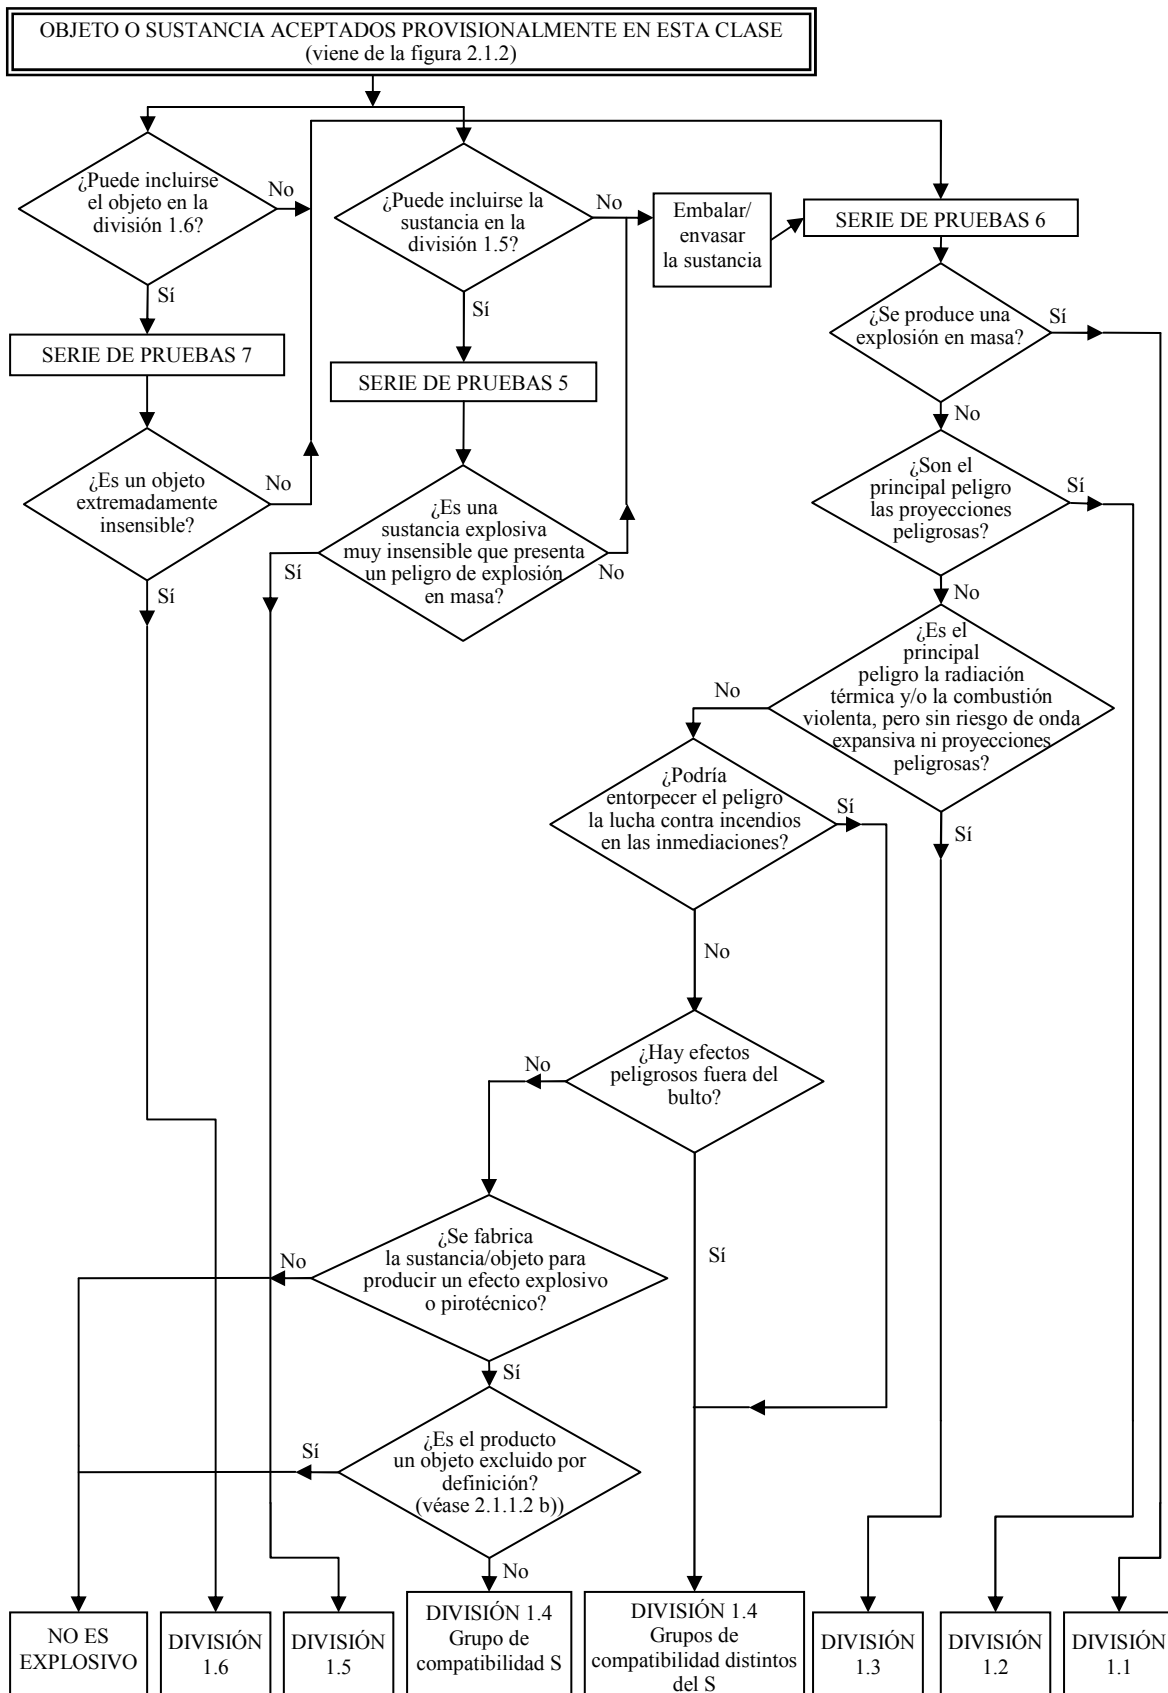 OBJETO O SUSTANCIA ACEPTADOS PROVISIONALMENTE EN ESTA CLASE
(viene de la figura 2.1.2)
¿Puede incluirse
el objeto en la
división 1.6?
No
Sí
¿Puede incluirse la
sustancia en la
división 1.5?
No
Sí
Embalar/
envasar
la sustancia
SERIE DE PRUEBAS 6
SERIE DE PRUEBAS 7
SERIE DE PRUEBAS 5
¿Se produce una
explosión en masa?
Sí
No
¿Es un objeto
extremadamente
insensible?
No
Sí
¿Es una
sustancia explosiva
muy insensible que presenta
un peligro de explosión
en masa?
Sí
No
¿Son el
principal peligro
las proyecciones
peligrosas?
Sí
No
¿Es el
principal
peligro la radiación
térmica y/o la combustión
violenta, pero sin riesgo de onda
expansiva ni proyecciones
peligrosas?
No
Sí
¿Podría
entorpecer el peligro
la lucha contra incendios
en las inmediaciones?
Sí
No
¿Hay efectos
peligrosos fuera del
bulto?
No
Sí
¿Se fabrica
la sustancia/objeto para
producir un efecto explosivo
o pirotécnico?
No
Sí
¿Es el producto
un objeto excluido por
definición?
(véase 2.1.1.2 b))
Sí
No
NO ES
EXPLOSIVO
DIVISIÓN
1.6
DIVISIÓN
1.5
DIVISIÓN 1.4
Grupo de
compatibilidad S
DIVISIÓN 1.4
Grupos de
compatibilidad distintos
del S
DIVISIÓN
1.3
DIVISIÓN
1.2
DIVISIÓN
1.1